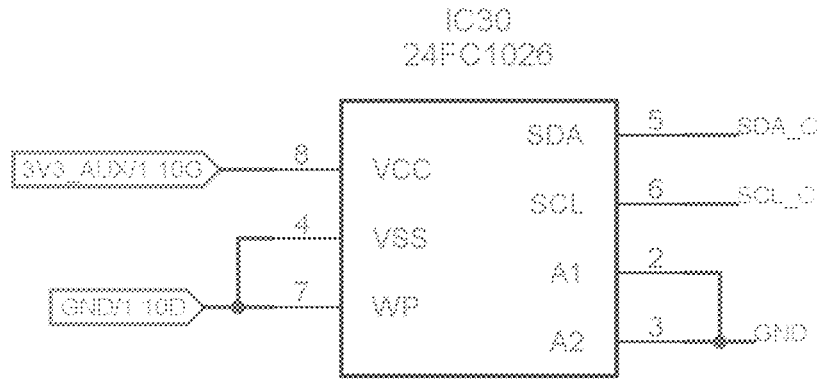 IC30
24FC1026
3V3_AUX/1 10G
8
VCC
4
VSS
GND/1 10D
7
WP
SDA
5
SDA_C
SCL
6
SCL_C
A1
2
A2
3
GND